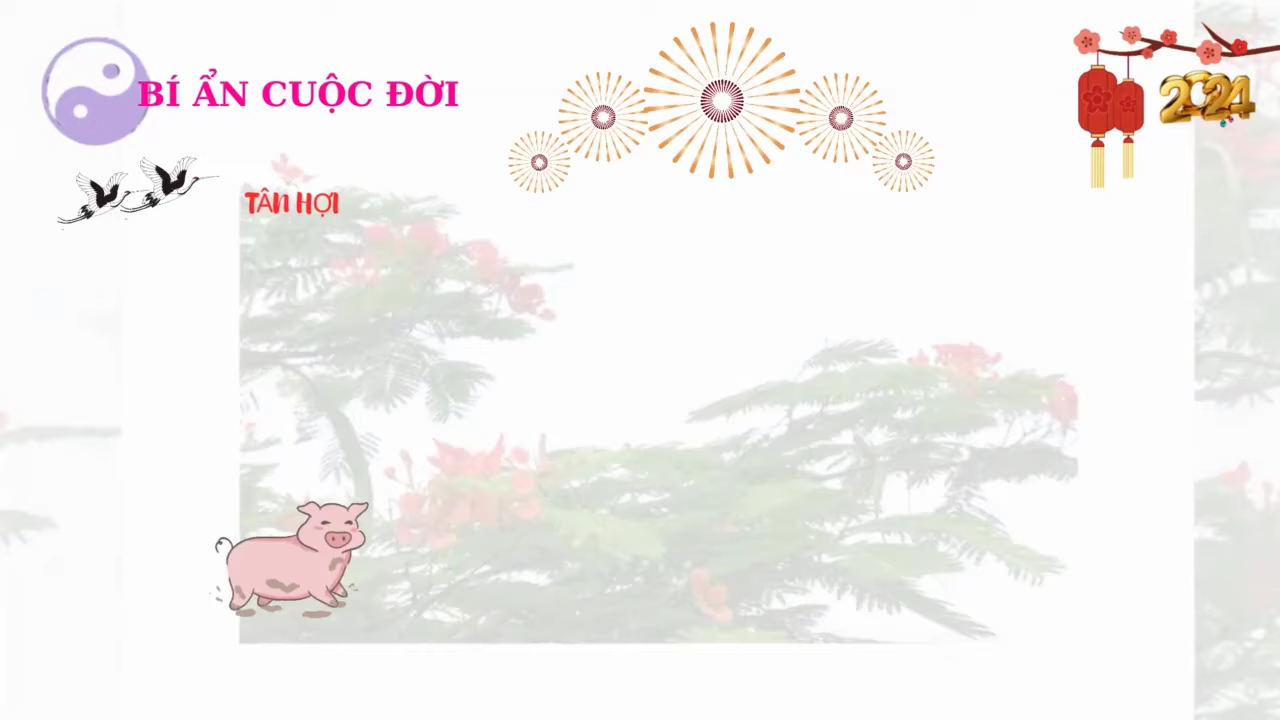 BÍ ẨN CUỘC ĐỜI
2024
TÂN HỢI